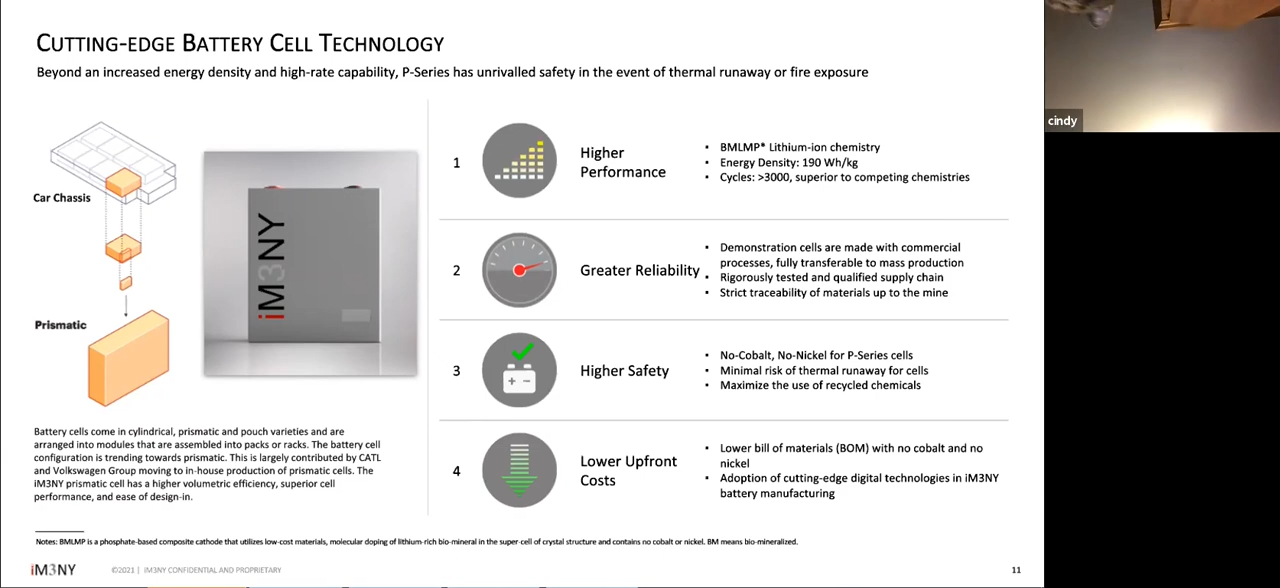 CUTTING-EDGE BATTERY CELL TECHNOLOGY
Beyond an increased energy density and high-rate capability, P-Series has unrivalled safety in the event of thermal runaway or fire exposure
cindy
Car Chassis
Prismatic
iM3NY
Battery cells come in cylindrical, prismatic and pouch varieties and are
arranged into modules that are assembled into packs or racks. The battery cell
configuration is trending towards prismatic. This is largely contributed by CATL
and Volkswagen Group moving to in-house production of prismatic cells. The
iM3NY prismatic cell has a higher volumetric efficiency, superior cell
performance, and ease of design-in.
1
Higher
Performance
• BMLMP* Lithium-ion chemistry
• Energy Density: 190 Wh/kg
• Cycles: >3000, superior to competing chemistries
2
Greater Reliability
• Demonstration cells are made with commercial
processes, fully transferable to mass production
• Rigorously tested and qualified supply chain
• Strict traceability of materials up to the mine
3
Higher Safety
• No-Cobalt, No-Nickel for P-Series cells
• Minimal risk of thermal runaway for cells
• Maximize the use of recycled chemicals
4
Lower Upfront
Costs
• Lower bill of materials (BOM) with no cobalt and no
nickel
• Adoption of cutting-edge digital technologies in iM3NY
battery manufacturing
Notes: BMLMP is a phosphate-based composite cathode that utilizes low-cost materials, molecular doping of lithium-rich bio-mineral in the super-cell of crystal structure and contains no cobalt or nickel. BM means bio-mineralized.
iM3NY
©2021 | IM3NY CONFIDENTIAL AND PROPRIETARY
11